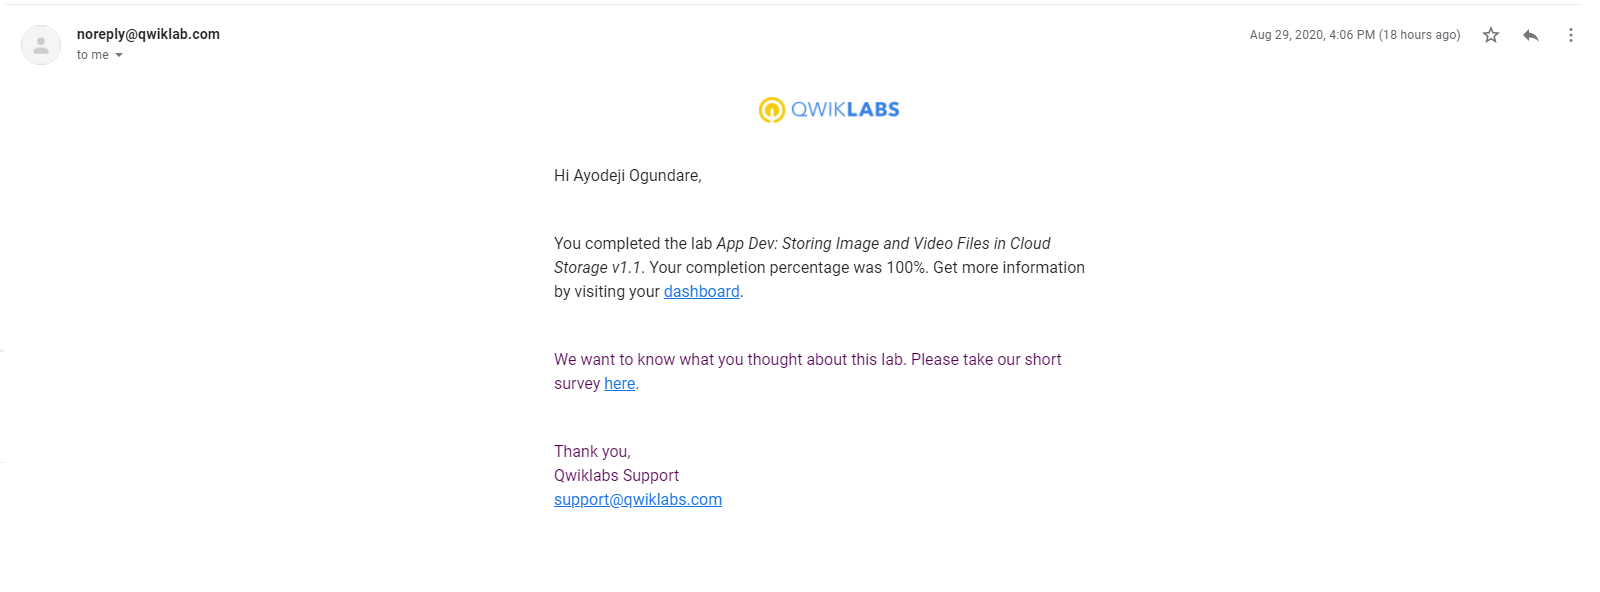 noreply@qwiklab.com
Aug 29, 2020, 4:06 PM (18 hours ago)
to me
QWIKLABS
Hi Ayodeji Ogundare,
You completed the lab App Dev: Storing Image and Video Files in Cloud
Storage v1.1. Your completion percentage was 100%. Get more information
by visiting your dashboard.
We want to know what you thought about this lab. Please take our short
survey here.
Thank you,
Qwiklabs Support
support@qwiklabs.com